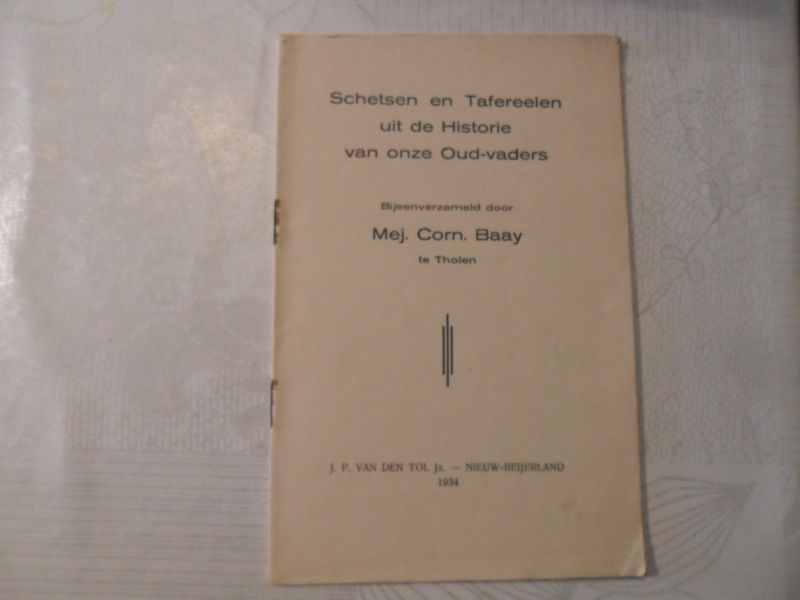 Schetsen en Tafereelen
uit de Historie
van onze Oud-vaders
Bijeenverzameld door
Mej. Corn. Baay
te Tholen
J. P. VAN DEN TOL Jz. — NIEUW-BEIJERLAND
1934